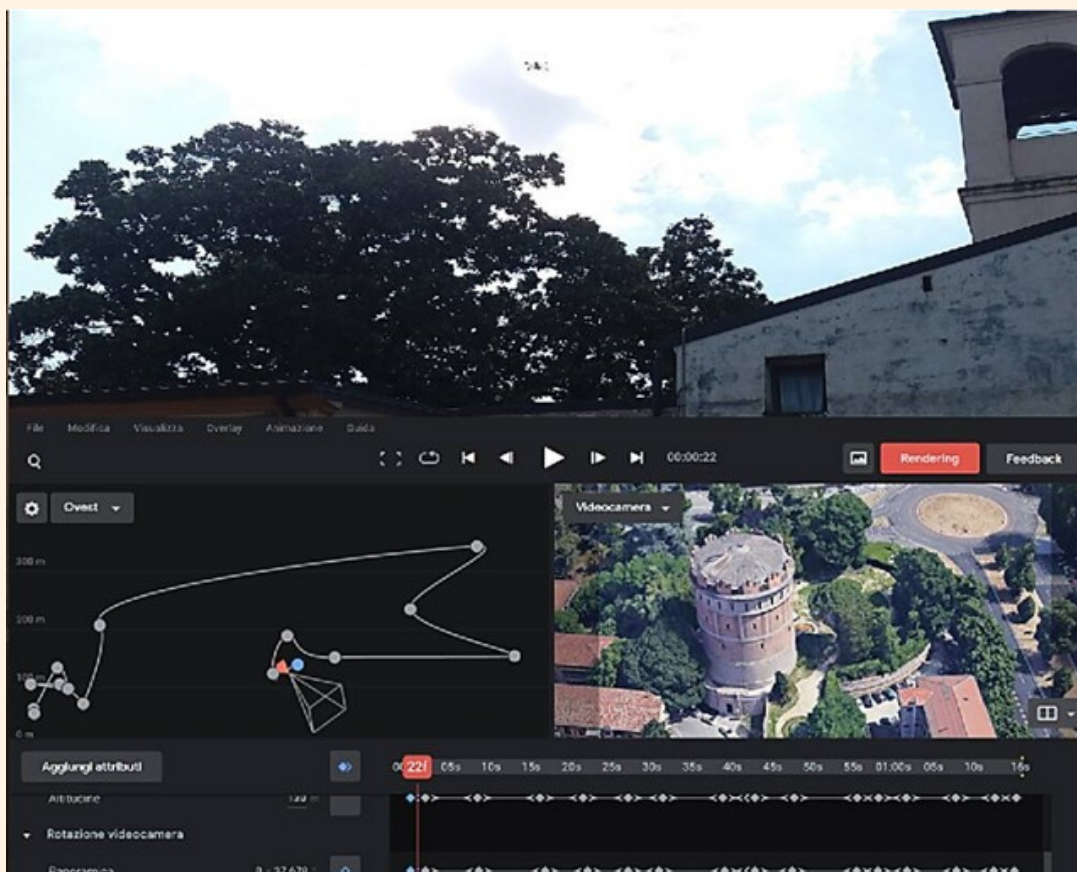 File Modifica Visualizza Overlay Animazione Guida
00:00:22
Rendering
Feedback
Ovest
Videocamera
300 m
200 m
100 m
0 m
Aggiungi attributi
22f 05s 10s 15s 20s 25s 30s 35s 40s 45s 50s 55s 01:00s 05s 10s 16s
Altitudine
Rotazione videocamera
Panoramica